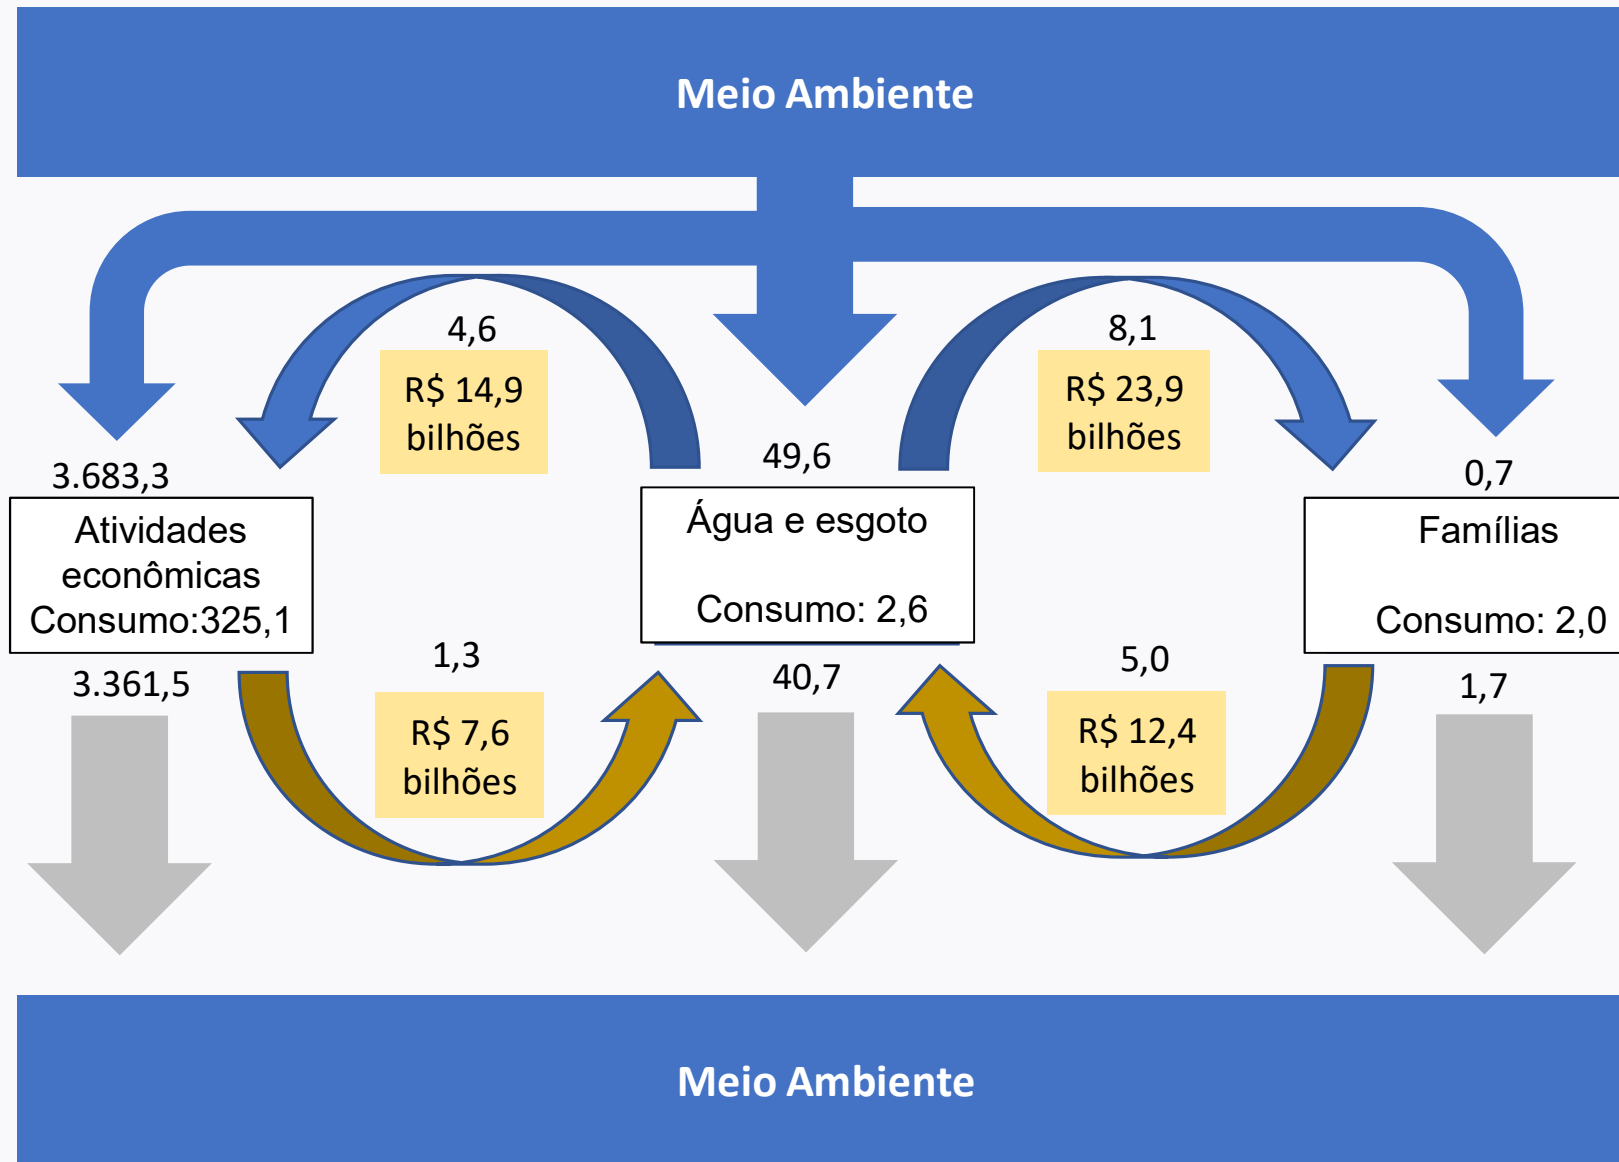 Meio Ambiente
4,6
R$ 14,9
bilhões
8,1
R$ 23,9
bilhões
3.683,3
49,6
0,7
Atividades
econômicas
Consumo:325,1
Água e esgoto
Consumo: 2,6
Famílias
Consumo: 2,0
3.361,5
1,3
R$ 7,6
bilhões
40,7
5,0
R$ 12,4
bilhões
1,7
Meio Ambiente